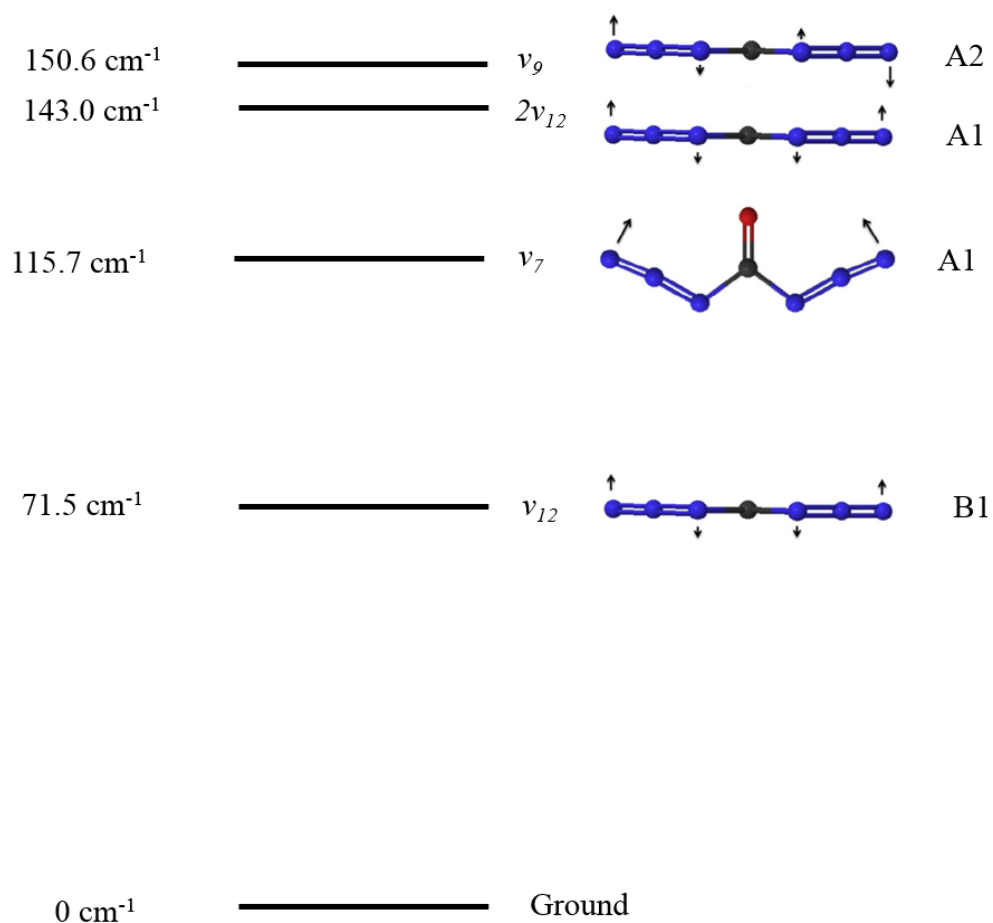 150.6 cm⁻¹ v₉ A2
143.0 cm⁻¹ 2v₁₂ A1
115.7 cm⁻¹ v₇ A1
71.5 cm⁻¹ v₁₂ B1
0 cm⁻¹ Ground